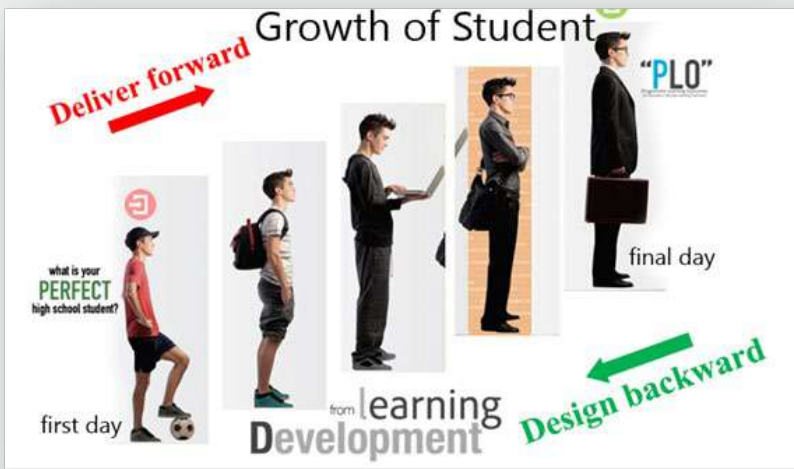 Growth of Student
Deliver forward
"PLO"
what is your
PERFECT
high school student?
final day
first day
from learning
Development
Design backward